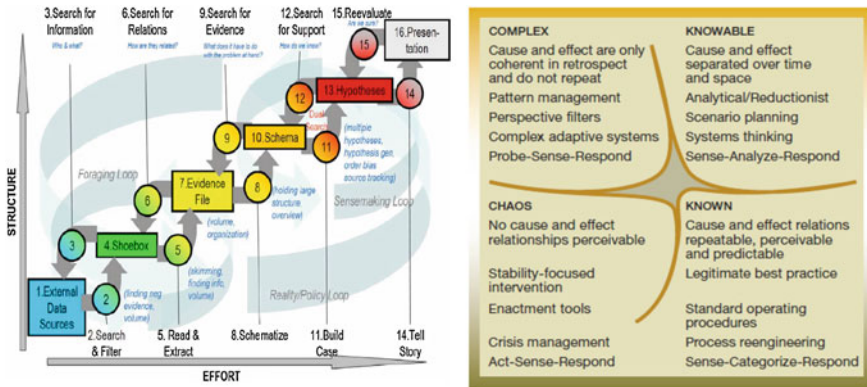 3.Search for
Information
Who & what?
6.Search for
Relations
How are they related?
9.Search for
Evidence
What does it have to do
with the problem at hand?
12.Search
for Support
How do we know?
15.Reevaluate
Are we sure?
16.Presen-
tation
15
14
13.Hypotheses
12
Dual
Search
11
10.Schema
9
(multiple
hypotheses,
hypothesis gen,
order bias
source tracking)
8
(holding large
structure
overview)
7.Evidence
File
6
Foraging Loop
Sensemaking Loop
(volume,
organization)
5
4.Shoebox
3
(skimming,
finding info,
volume)
Reality/Policy Loop
2
(finding neg
evidence,
volume)
1.External
Data
Sources
2.Search
& Filter
5. Read &
Extract
8.Schematize
11.Build
Case
14.Tell
Story
STRUCTURE
EFFORT
COMPLEX
Cause and effect are only
coherent in retrospect
and do not repeat
Pattern management
Perspective filters
Complex adaptive systems
Probe-Sense-Respond
KNOWABLE
Cause and effect
separated over time
and space
Analytical/Reductionist
Scenario planning
Systems thinking
Sense-Analyze-Respond
CHAOS
No cause and effect
relationships perceivable
Stability-focused
intervention
Enactment tools
Crisis management
Act-Sense-Respond
KNOWN
Cause and effect relations
repeatable, perceivable
and predictable
Legitimate best practice
Standard operating
procedures
Process reengineering
Sense-Categorize-Respond